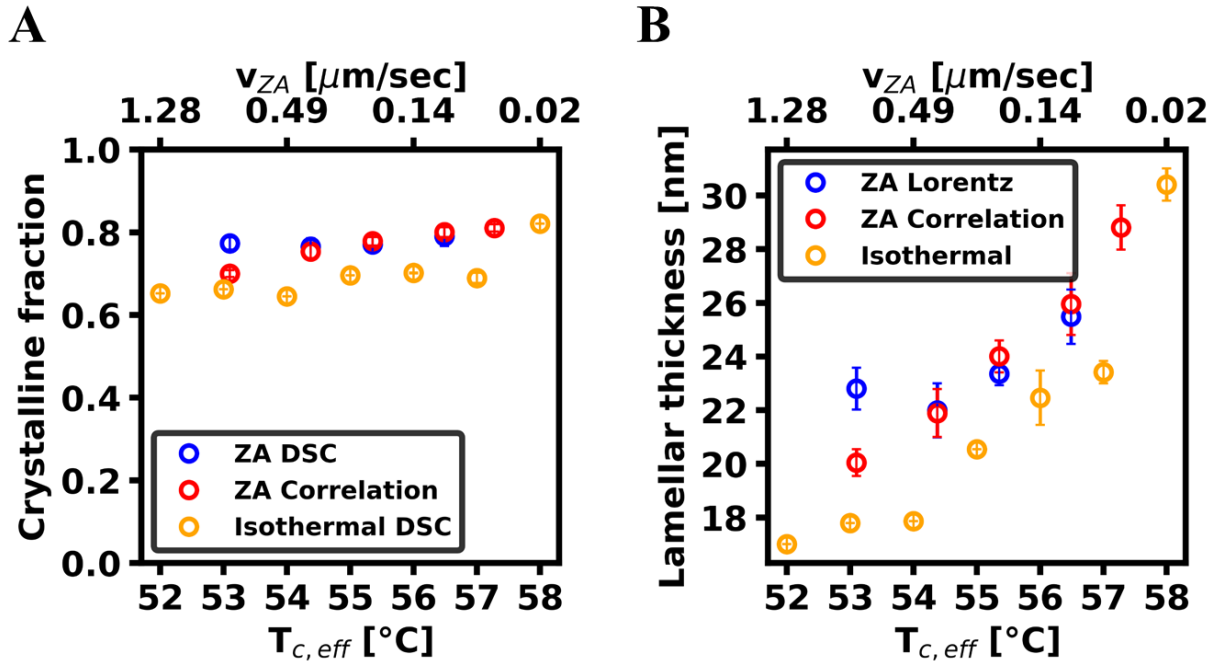 A
v_ZA [μm/sec]
1.28 0.49 0.14 0.02
Crystalline fraction
1.0
0.8
0.6
0.4
0.2
0.0
ZA DSC
ZA Correlation
Isothermal DSC
52 53 54 55 56 57 58
T_c, eff [°C]
B
v_ZA [μm/sec]
1.28 0.49 0.14 0.02
Lamellar thickness [nm]
30
28
26
24
22
20
18
ZA Lorentz
ZA Correlation
Isothermal
52 53 54 55 56 57 58
T_c, eff [°C]